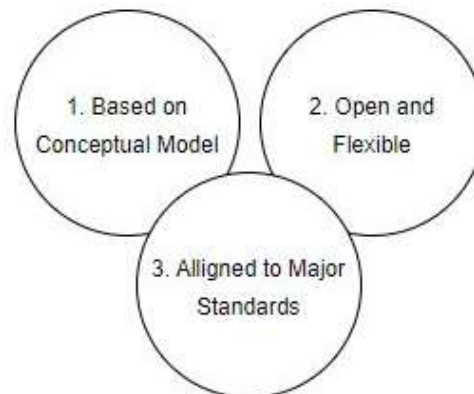 1. Based on
Conceptual Model
2. Open and
Flexible
3. Alligned to Major
Standards